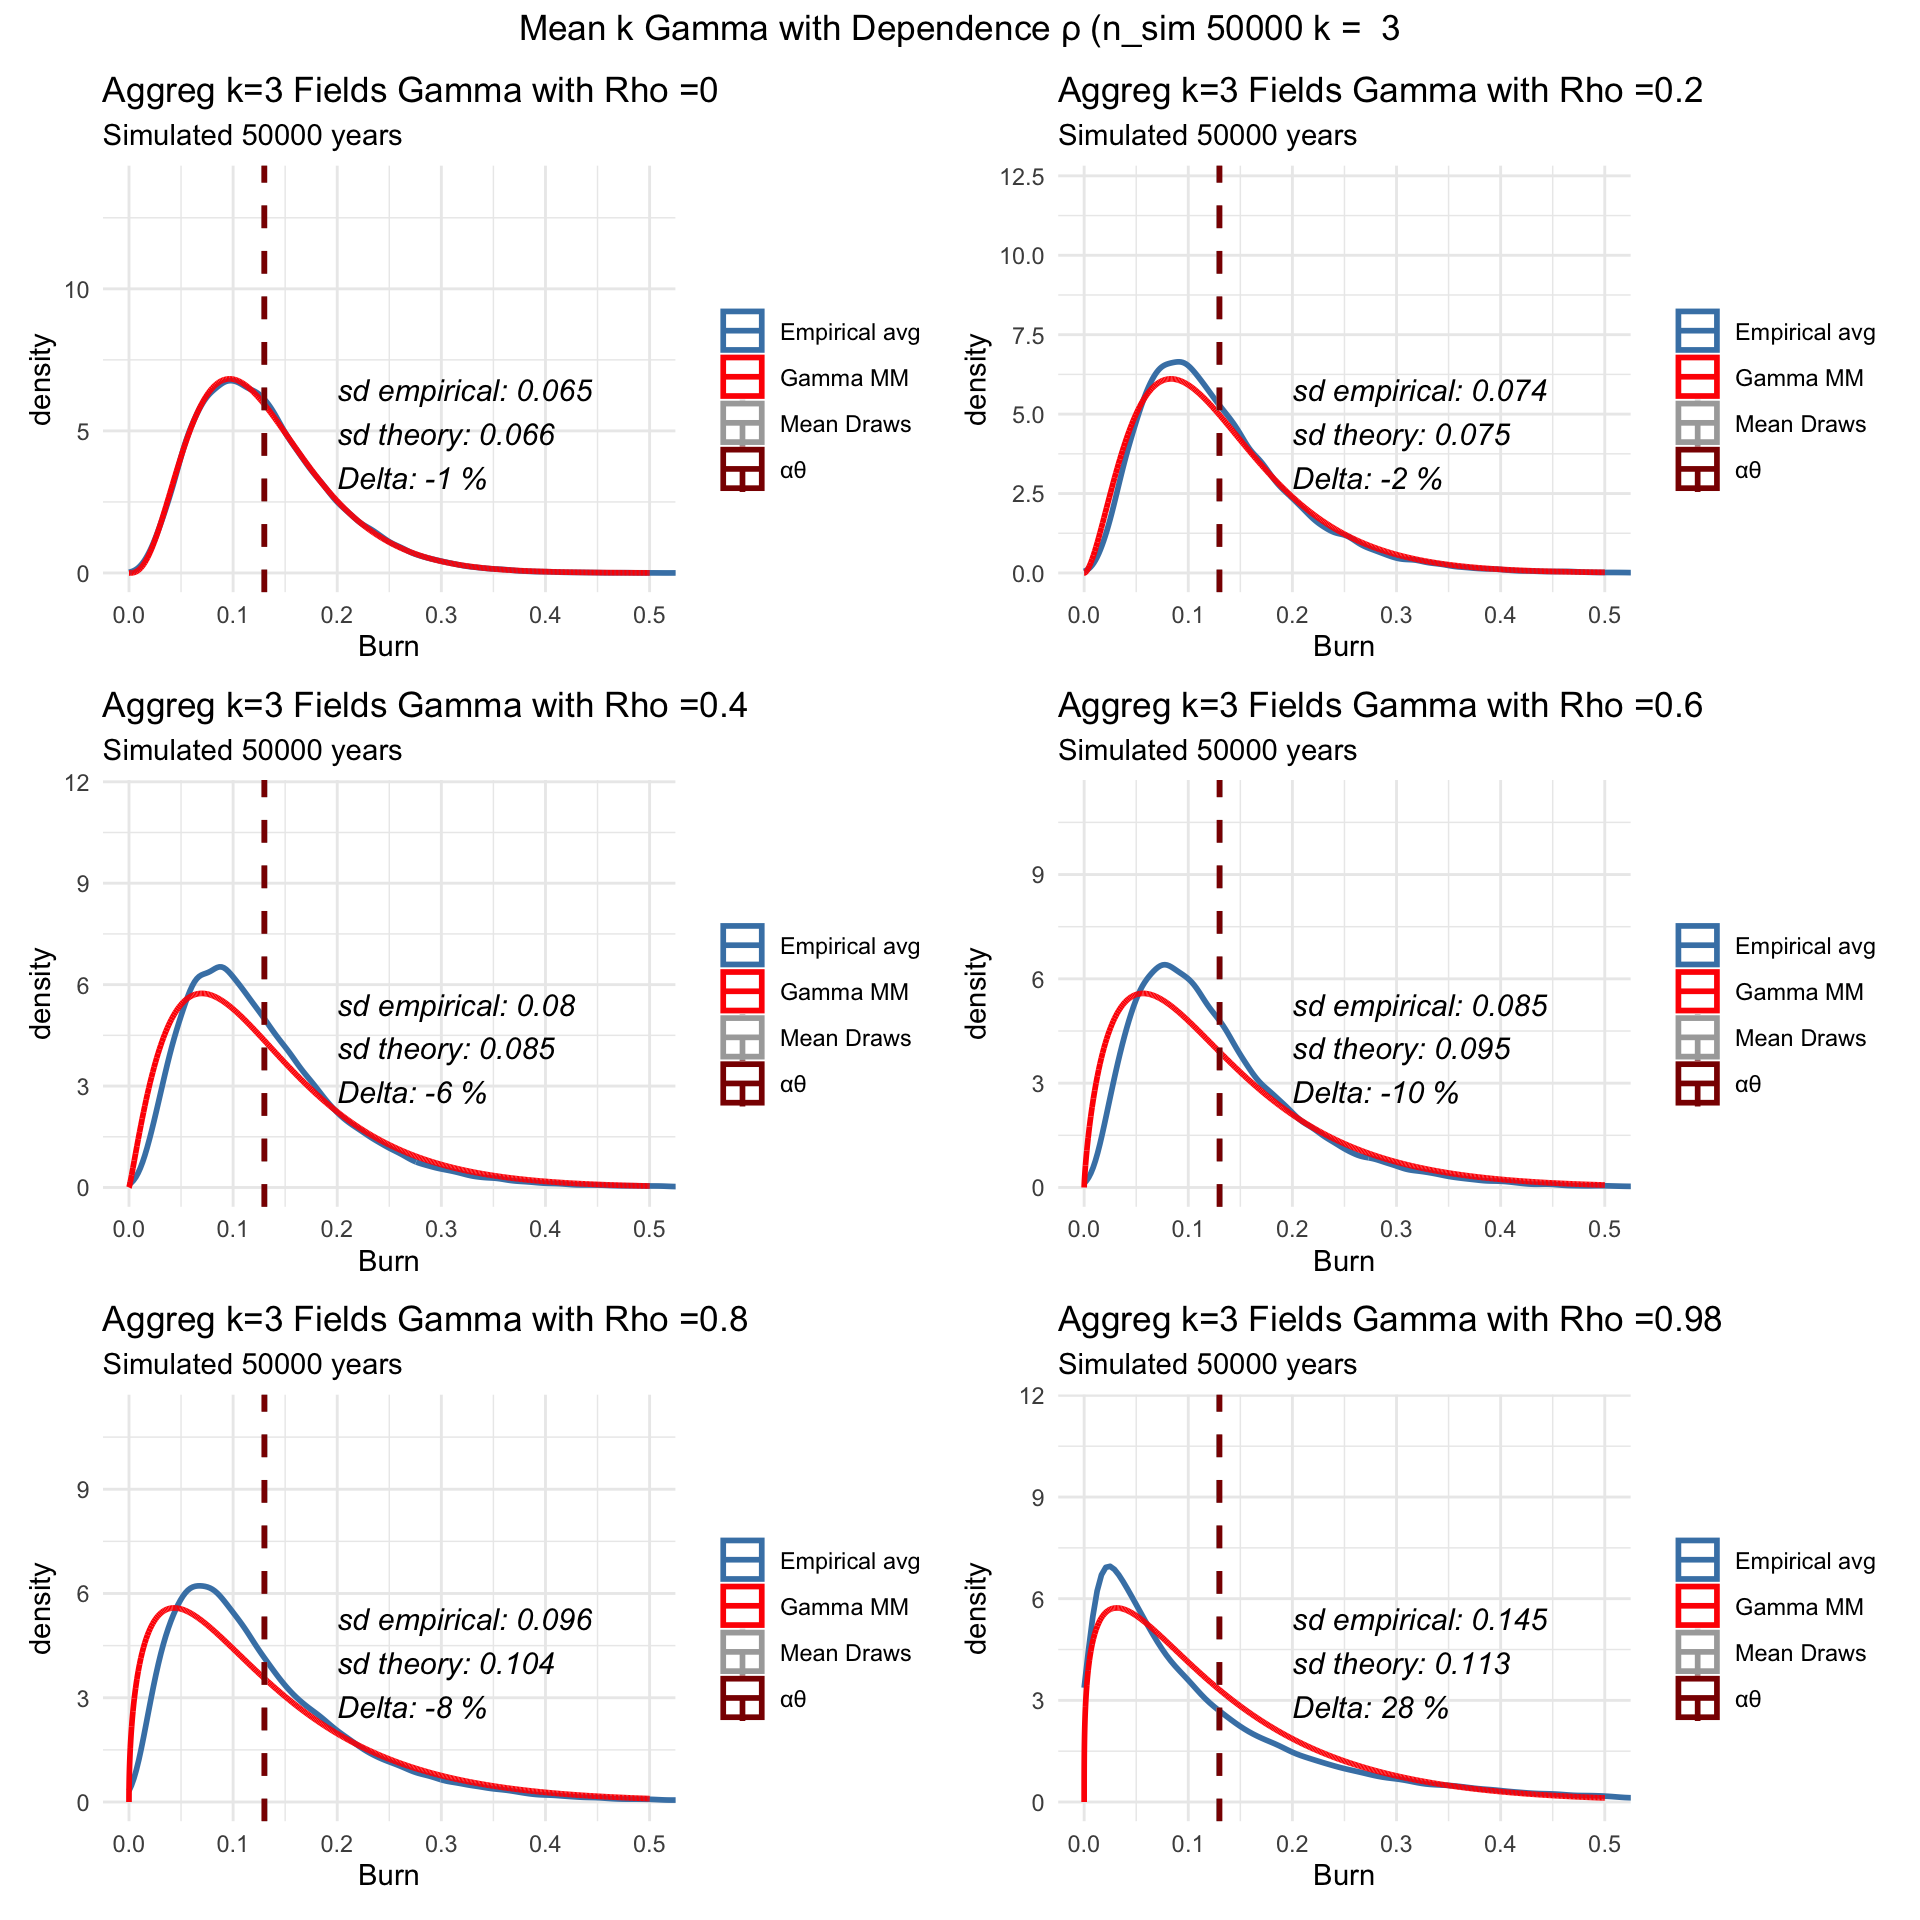 Mean k Gamma with Dependence ρ (n_sim 50000 k =  3
Aggreg k=3 Fields Gamma with Rho =0
Simulated 50000 years
density
10
5
0
sd empirical: 0.065
sd theory: 0.066
Delta: -1 %
0.0 0.1 0.2 0.3 0.4 0.5
Burn
Empirical avg
Gamma MM
Mean Draws
αθ
Aggreg k=3 Fields Gamma with Rho =0.2
Simulated 50000 years
density
12.5
10.0
7.5
5.0
2.5
0.0
sd empirical: 0.074
sd theory: 0.075
Delta: -2 %
0.0 0.1 0.2 0.3 0.4 0.5
Burn
Empirical avg
Gamma MM
Mean Draws
αθ
Aggreg k=3 Fields Gamma with Rho =0.4
Simulated 50000 years
density
12
9
6
3
0
sd empirical: 0.08
sd theory: 0.085
Delta: -6 %
0.0 0.1 0.2 0.3 0.4 0.5
Burn
Empirical avg
Gamma MM
Mean Draws
αθ
Aggreg k=3 Fields Gamma with Rho =0.6
Simulated 50000 years
density
9
6
3
0
sd empirical: 0.085
sd theory: 0.095
Delta: -10 %
0.0 0.1 0.2 0.3 0.4 0.5
Burn
Empirical avg
Gamma MM
Mean Draws
αθ
Aggreg k=3 Fields Gamma with Rho =0.8
Simulated 50000 years
density
9
6
3
0
sd empirical: 0.096
sd theory: 0.104
Delta: -8 %
0.0 0.1 0.2 0.3 0.4 0.5
Burn
Empirical avg
Gamma MM
Mean Draws
αθ
Aggreg k=3 Fields Gamma with Rho =0.98
Simulated 50000 years
density
12
9
6
3
0
sd empirical: 0.145
sd theory: 0.113
Delta: 28 %
0.0 0.1 0.2 0.3 0.4 0.5
Burn
Empirical avg
Gamma MM
Mean Draws
αθ